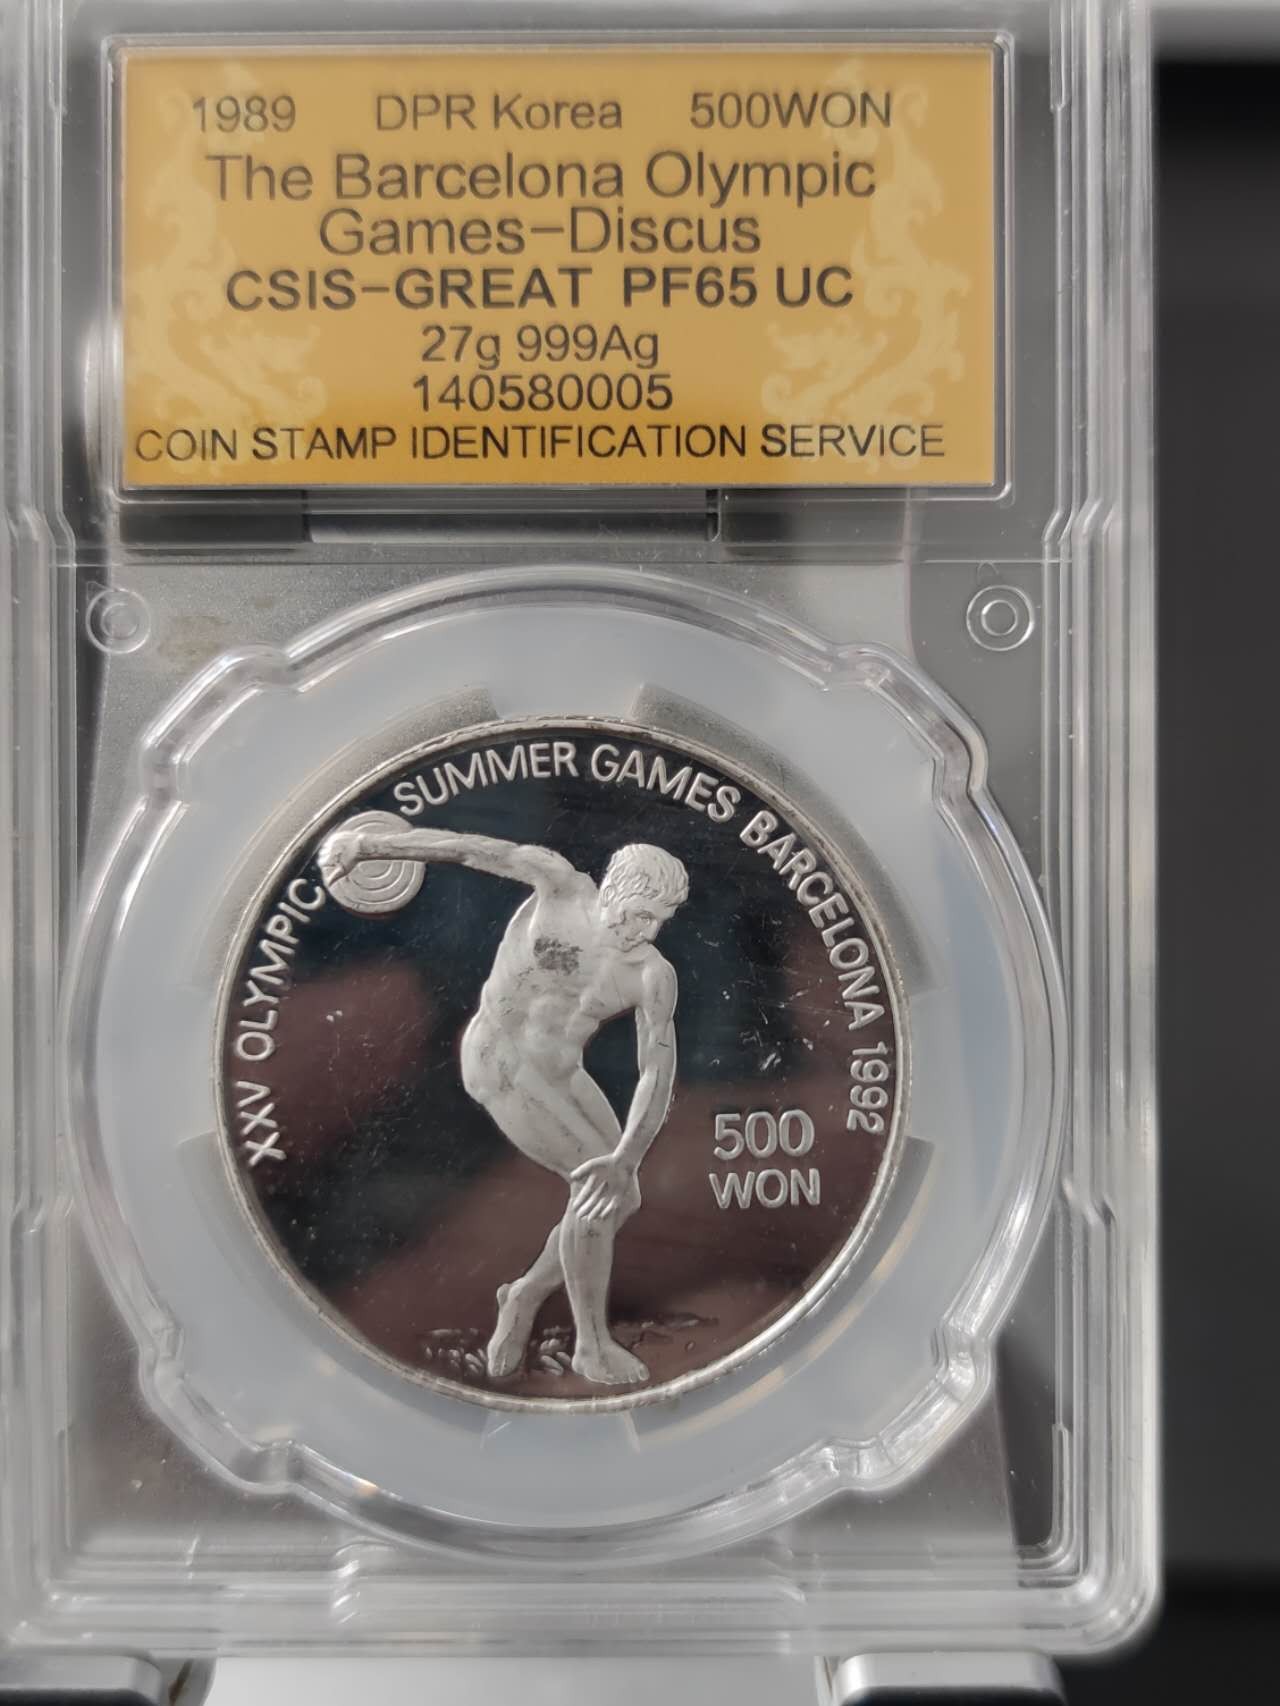 1989 DPR Korea 500WON
The Barcelona Olympic
Games-Discus
CSIS-GREAT PF65 UC
27g 999Ag
140580005
COIN STAMP IDENTIFICATION SERVICE
XXV OLYMPIC SUMMER GAMES BARCELONA 1992
500
WON